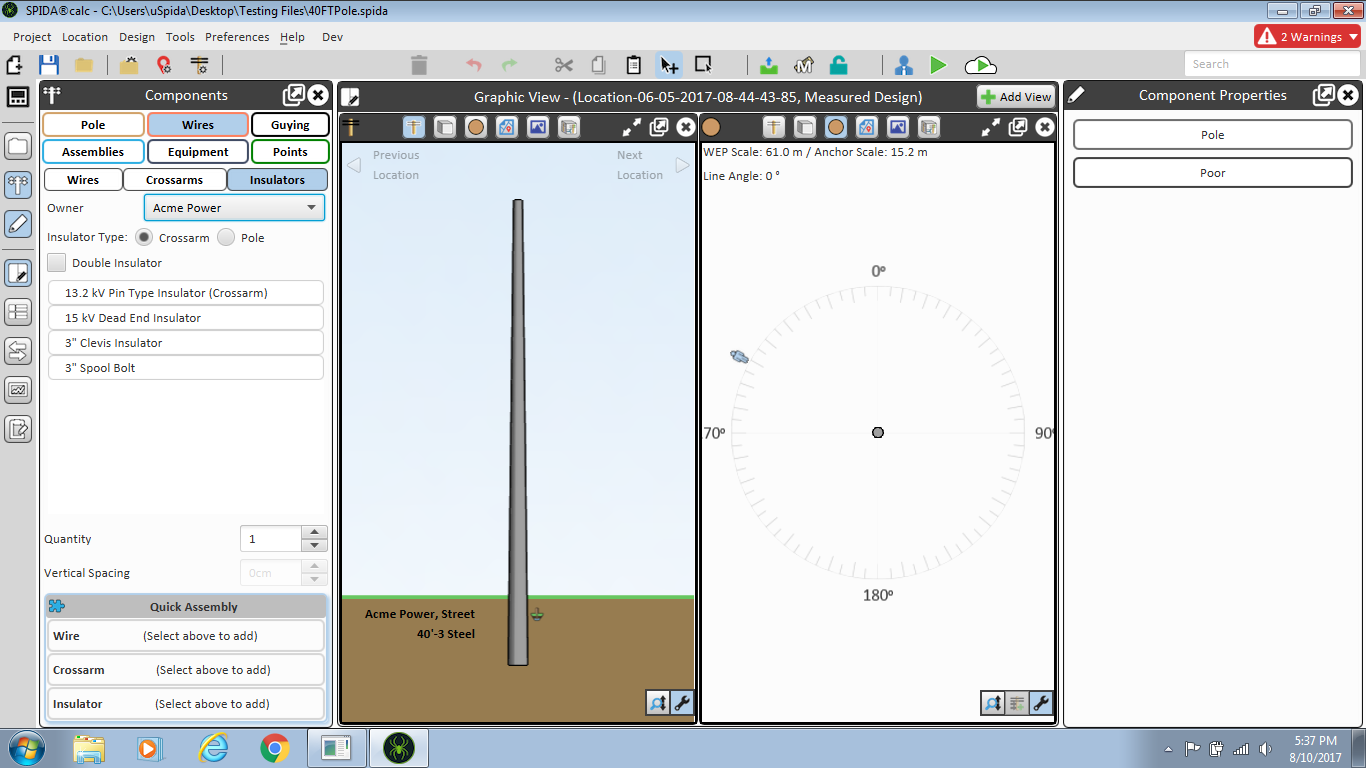 SPIDA®calc - C:\Users\uSpida\Desktop\Testing Files\40FTPole.spida
Project Location Design Tools Preferences Help Dev
2 Warnings
Search
Components
Pole Wires Guying
Assemblies Equipment Points
Wires Crossarms Insulators
Owner Acme Power
Insulator Type: Crossarm Pole
Double Insulator
13.2 kV Pin Type Insulator (Crossarm)
15 kV Dead End Insulator
3" Clevis Insulator
3" Spool Bolt
Quantity 1
Vertical Spacing 0cm
Quick Assembly
Wire (Select above to add)
Crossarm (Select above to add)
Insulator (Select above to add)
Graphic View - (Location-06-05-2017-08-44-43-85, Measured Design)
Add View
Previous
Location
Next
Location
Acme Power, Street
40'-3 Steel
WEP Scale: 61.0 m / Anchor Scale: 15.2 m
Line Angle: 0 °
0º
70º 90º
180º
Component Properties
Pole
Poor
5:37 PM
8/10/2017